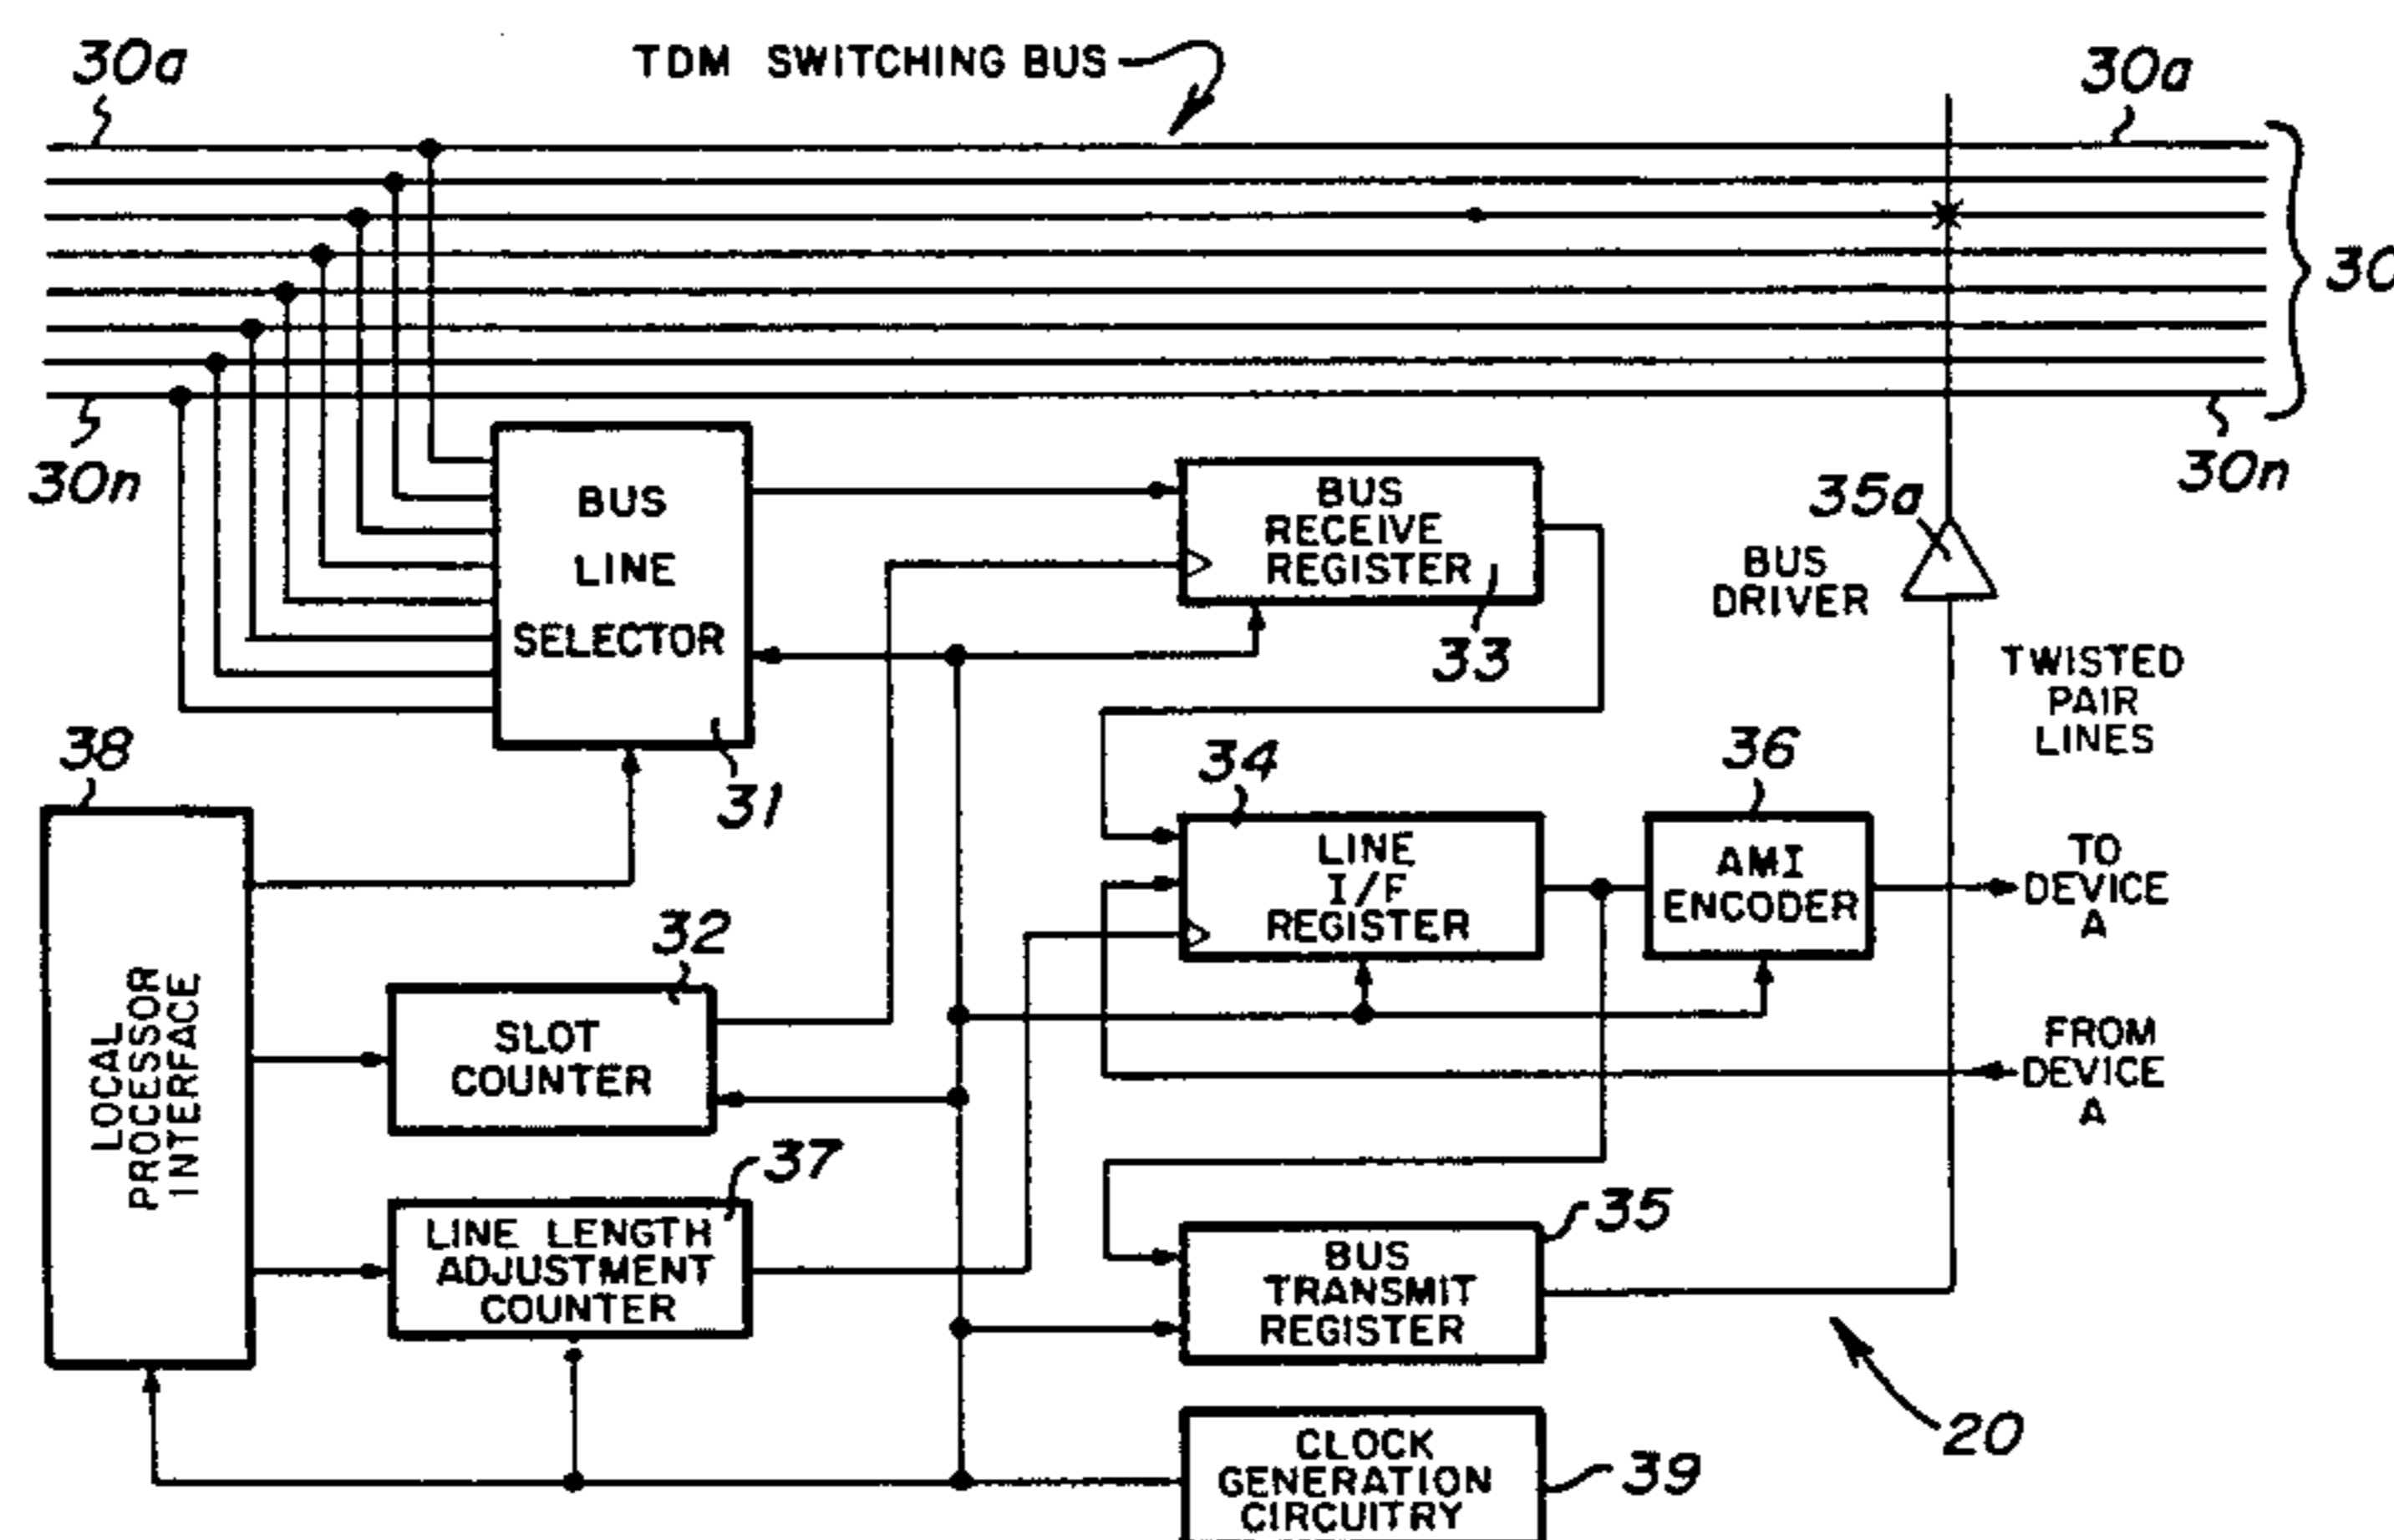 30a
TDM SWITCHING BUS
30a
30
30n
30n
BUS
LINE
SELECTOR
31
BUS
RECEIVE
REGISTER
33
35a
BUS
DRIVER
TWISTED
PAIR
LINES
38
LOCAL
PROCESSOR
INTERFACE
34
LINE
I/F
REGISTER
36
AMI
ENCODER
TO
DEVICE
A
32
SLOT
COUNTER
FROM
DEVICE
A
37
LINE LENGTH
ADJUSTMENT
COUNTER
35
BUS
TRANSMIT
REGISTER
20
CLOCK
GENERATION
CIRCUITRY
39